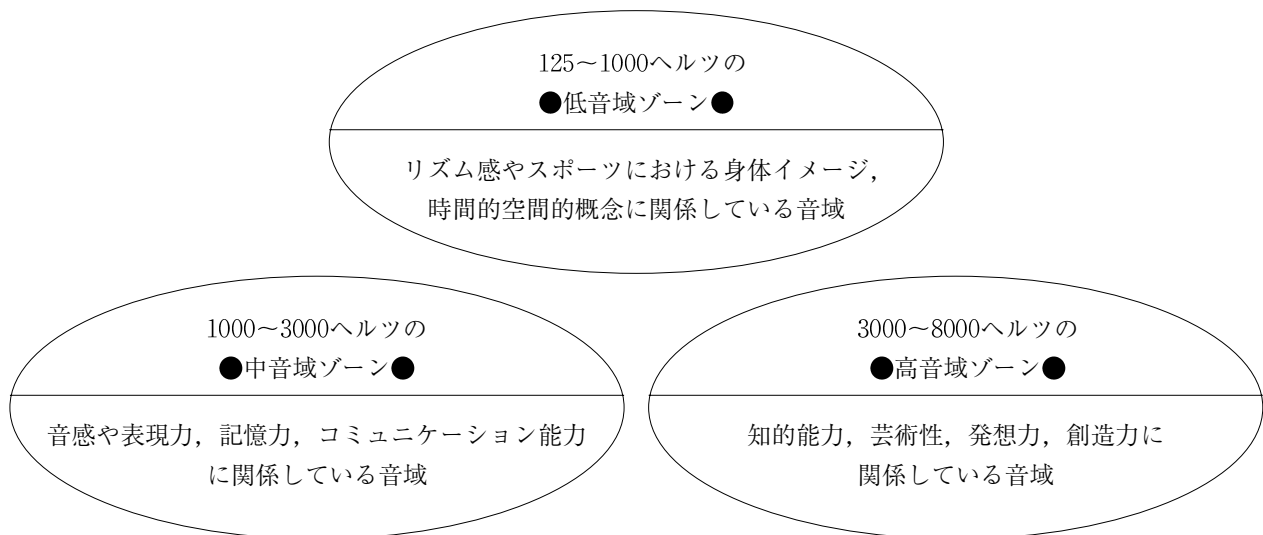 125～1000ヘルツの
●低音域ゾーン●
リズム感やスポーツにおける身体イメージ，
時間的空間的概念に関係している音域
1000～3000ヘルツの
●中音域ゾーン●
音感や表現力，記憶力，コミュニケーション能力
に関係している音域
3000～8000ヘルツの
●高音域ゾーン●
知的能力，芸術性，発想力，創造力に
関係している音域